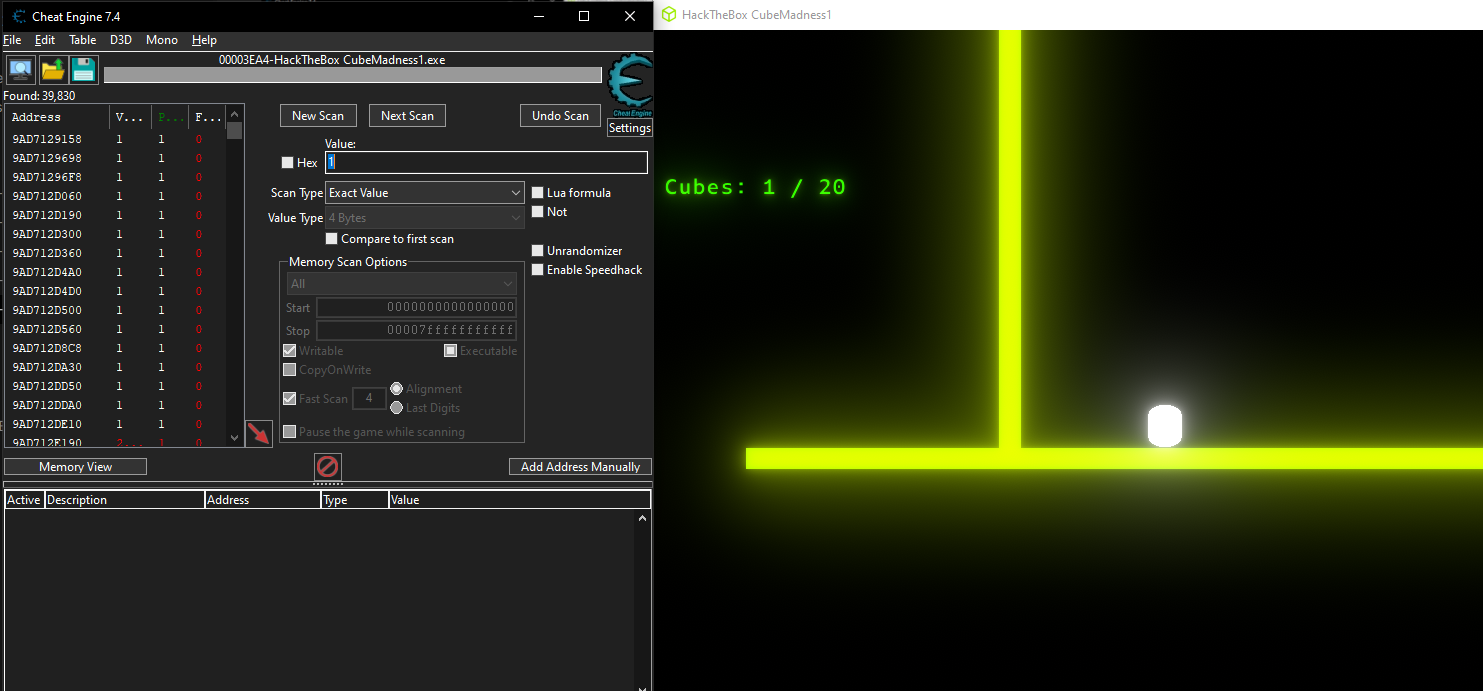 Cheat Engine 7.4
File Edit Table D3D Mono Help
00003EA4-HackTheBox CubeMadness1.exe
Found: 39,830
Address V... P... F...
9AD7129158 1 1 0
9AD7129698 1 1 0
9AD71296F8 1 1 0
9AD712D060 1 1 0
9AD712D190 1 1 0
9AD712D300 1 1 0
9AD712D360 1 1 0
9AD712D4A0 1 1 0
9AD712D4D0 1 1 0
9AD712D500 1 1 0
9AD712D560 1 1 0
9AD712D8C8 1 1 0
9AD712DA30 1 1 0
9AD712DD50 1 1 0
9AD712DDA0 1 1 0
9AD712DE10 1 1 0
9AD712E190 2... 1 0
New Scan Next Scan Undo Scan
Cheat Engine
Settings
Value:
Hex 1
Scan Type Exact Value
Lua formula
Value Type 4 Bytes
Not
Compare to first scan
Unrandomizer
Enable Speedhack
Memory Scan Options
All
Start 0000000000000000
Stop 00007fffffffffff
Writable Executable
CopyOnWrite
Fast Scan 4 Alignment
Last Digits
Pause the game while scanning
Memory View Add Address Manually
Active Description Address Type Value
HackTheBox CubeMadness1
Cubes: 1 / 20